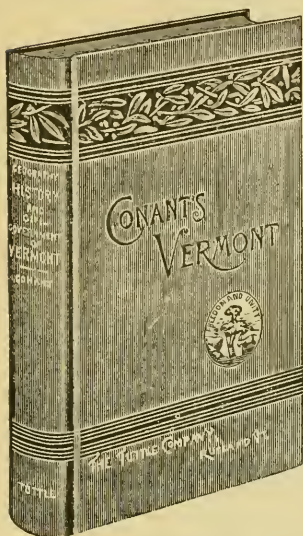 GEOGRAPHY
HISTORY
AND
CIVIL
GOVERNMENT
OF
VERMONT
CONANT
TUTTLE
CONANT'S
VERMONT
FREEDOM AND UNITY
THE TUTTLE COMPANY,
RUTLAND VT.